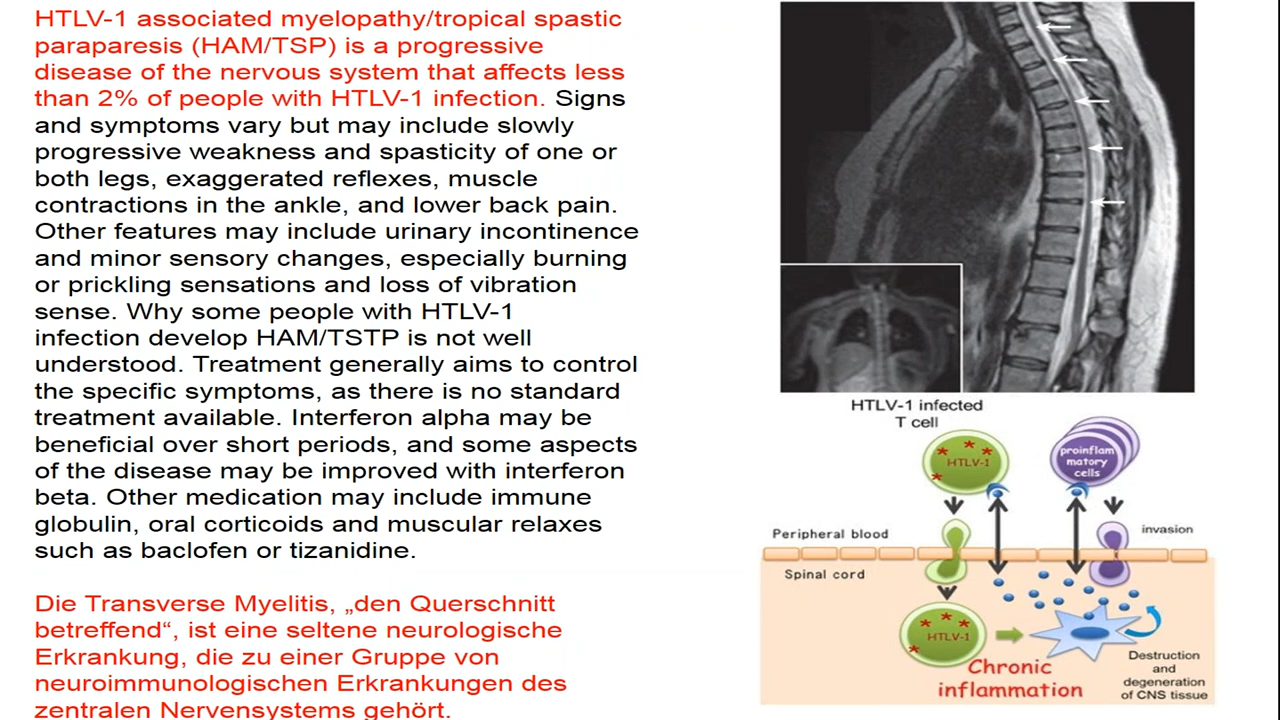 HTLV-1 associated myelopathy/tropical spastic
paraparesis (HAM/TSP) is a progressive
disease of the nervous system that affects less
than 2% of people with HTLV-1 infection. Signs
and symptoms vary but may include slowly
progressive weakness and spasticity of one or
both legs, exaggerated reflexes, muscle
contractions in the ankle, and lower back pain.
Other features may include urinary incontinence
and minor sensory changes, especially burning
or prickling sensations and loss of vibration
sense. Why some people with HTLV-1
infection develop HAM/TSTP is not well
understood. Treatment generally aims to control
the specific symptoms, as there is no standard
treatment available. Interferon alpha may be
beneficial over short periods, and some aspects
of the disease may be improved with interferon
beta. Other medication may include immune
globulin, oral corticoids and muscular relaxes
such as baclofen or tizanidine.
Die Transverse Myelitis, „den Querschnitt
betreffend“, ist eine seltene neurologische
Erkrankung, die zu einer Gruppe von
neuroimmunologischen Erkrankungen des
zentralen Nervensystems gehört.
HTLV-1 infected
T cell
HTLV-1
proinflam
matory
cells
Peripheral blood
invasion
Spinal cord
HTLV-1
Chronic
inflammation
Destruction
and
degeneration
of CNS tissue